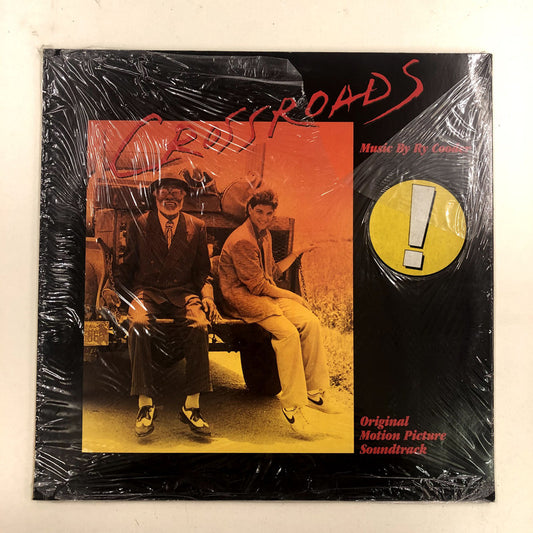 CROSSROADS
Music By Ry Cooder
!
Original
Motion Picture
Soundtrack